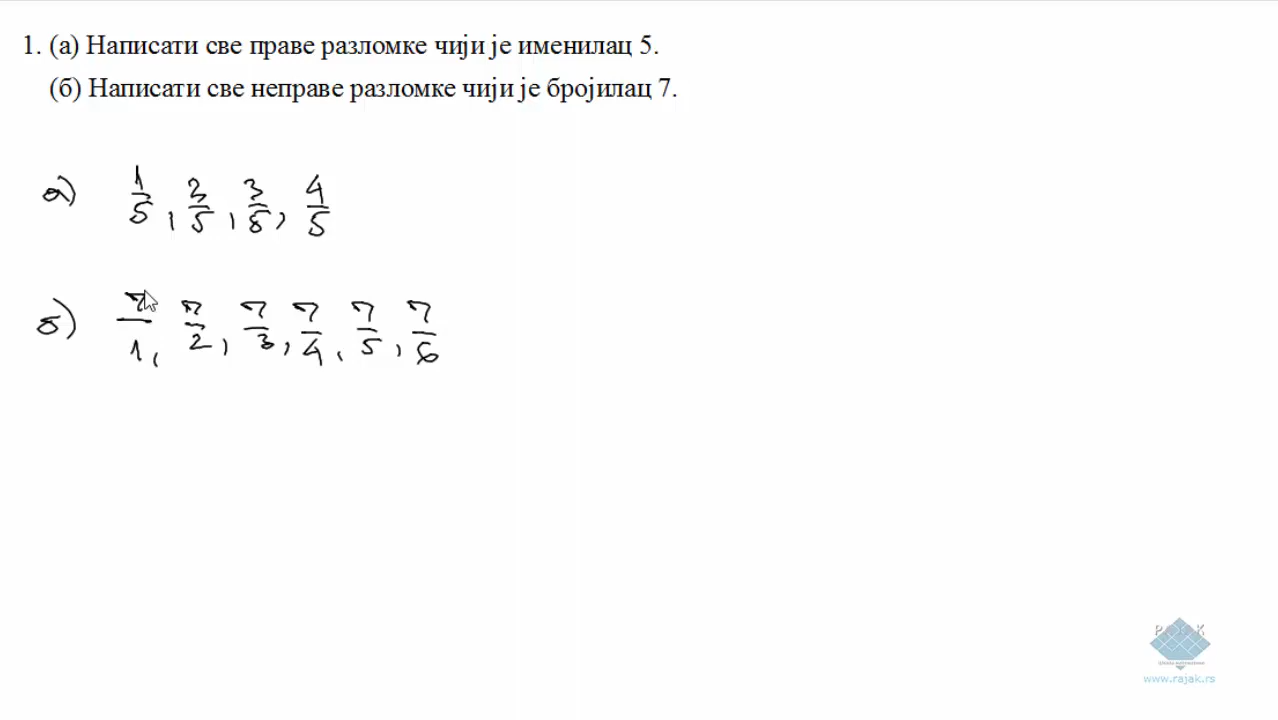 1. (а) Написати све праве разломке чији је именилац 5.
(б) Написати све неправе разломке чији је бројилац 7.
а) 1/5, 2/5, 3/5, 4/5
б) 7/1, 7/2, 7/3, 7/4, 7/5, 7/6
РАЈАК
www.rajak.rs